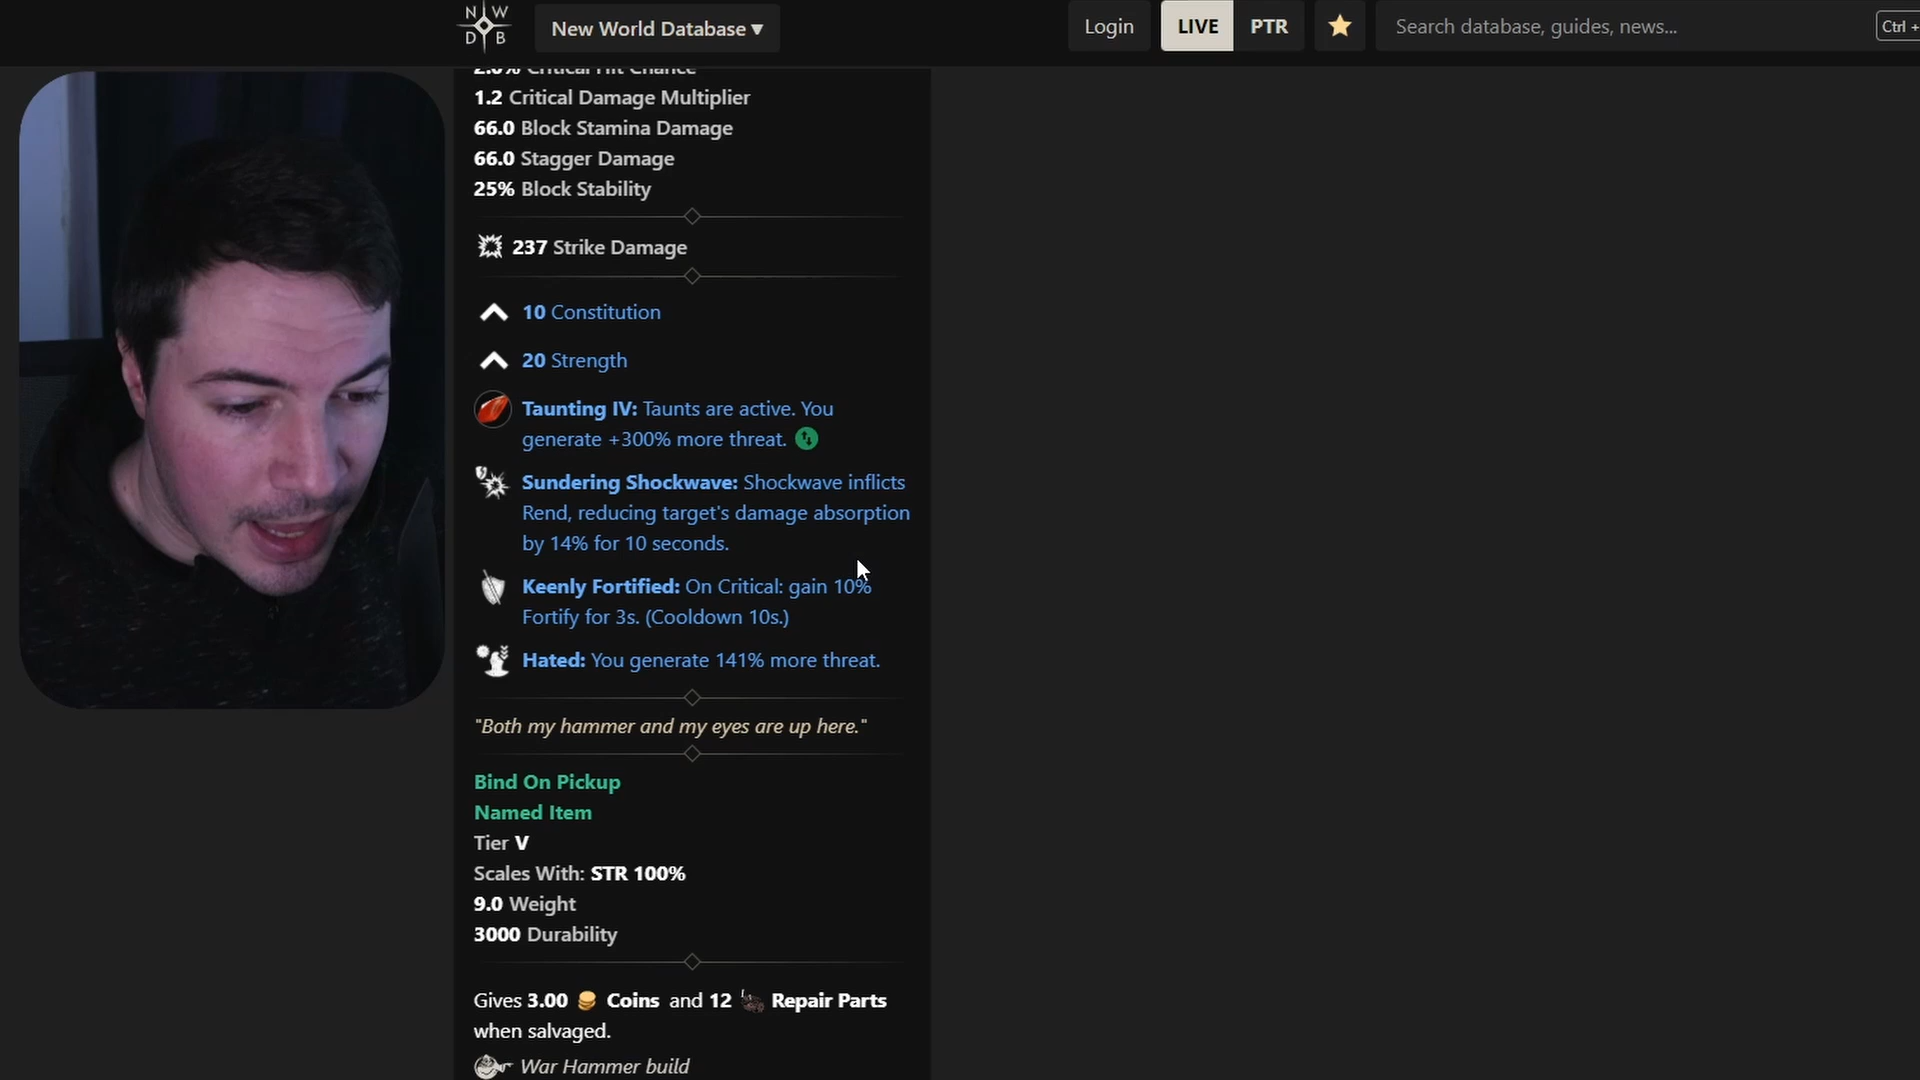 N W
D B
New World Database ▾
Login
LIVE
PTR
Search database, guides, news...
Ctrl +
2.0% Critical Hit Chance
1.2 Critical Damage Multiplier
66.0 Block Stamina Damage
66.0 Stagger Damage
25% Block Stability
237 Strike Damage
10 Constitution
20 Strength
Taunting IV: Taunts are active. You
generate +300% more threat.
Sundering Shockwave: Shockwave inflicts
Rend, reducing target's damage absorption
by 14% for 10 seconds.
Keenly Fortified: On Critical: gain 10%
Fortify for 3s. (Cooldown 10s.)
Hated: You generate 141% more threat.
"Both my hammer and my eyes are up here."
Bind On Pickup
Named Item
Tier V
Scales With: STR 100%
9.0 Weight
3000 Durability
Gives 3.00 Coins and 12 Repair Parts
when salvaged.
War Hammer build